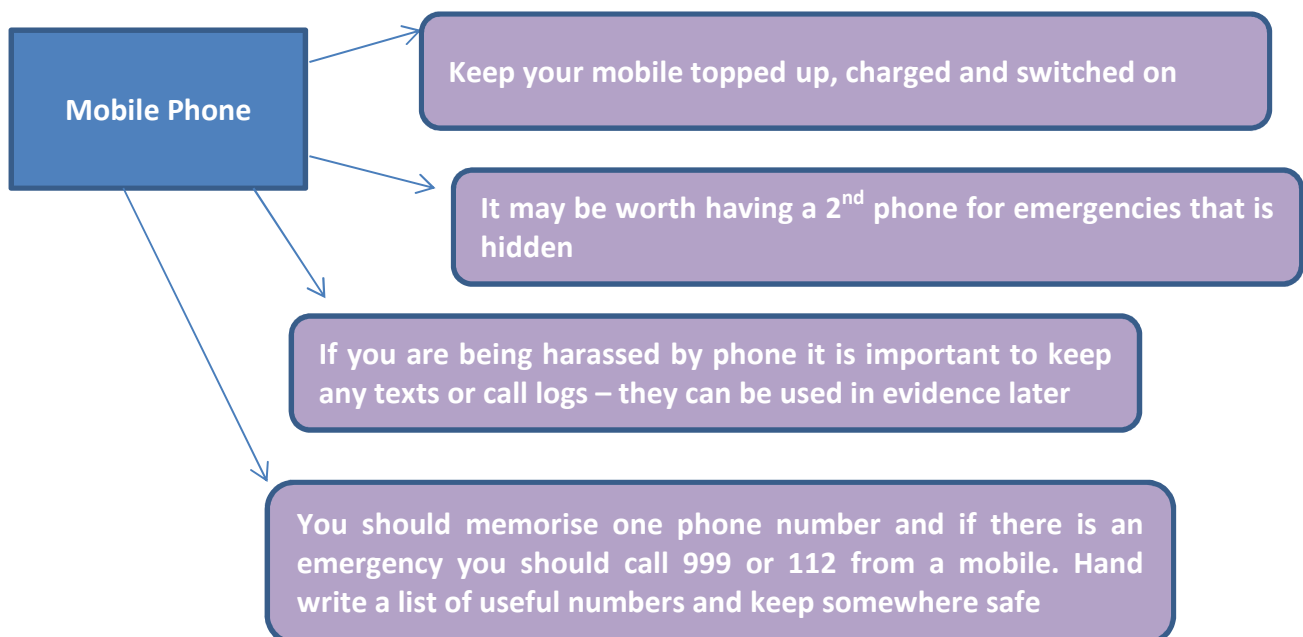 Mobile Phone
Keep your mobile topped up, charged and switched on
It may be worth having a 2nd phone for emergencies that is
hidden
If you are being harassed by phone it is important to keep
any texts or call logs – they can be used in evidence later
You should memorise one phone number and if there is an
emergency you should call 999 or 112 from a mobile. Hand
write a list of useful numbers and keep somewhere safe